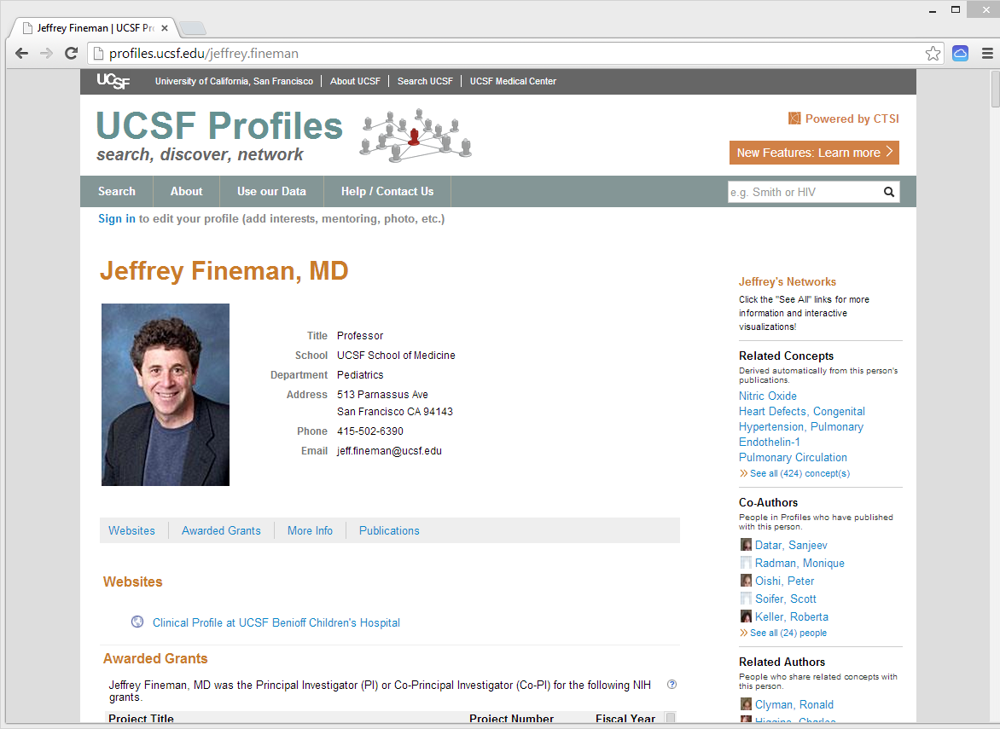 Jeffrey Fineman | UCSF Pr
profiles.ucsf.edu/jeffrey.fineman
UCSF University of California, San Francisco About UCSF Search UCSF UCSF Medical Center
UCSF Profiles
search, discover, network
Powered by CTSI
New Features: Learn more
Search About Use our Data Help / Contact Us e.g. Smith or HIV
Sign in to edit your profile (add interests, mentoring, photo, etc.)
Jeffrey Fineman, MD
Title Professor
School UCSF School of Medicine
Department Pediatrics
Address 513 Parnassus Ave
San Francisco CA 94143
Phone 415-502-6390
Email jeff.fineman@ucsf.edu
Websites Awarded Grants More Info Publications
Websites
Clinical Profile at UCSF Benioff Children's Hospital
Awarded Grants
Jeffrey Fineman, MD was the Principal Investigator (PI) or Co-Principal Investigator (Co-PI) for the following NIH
grants.
Project Title Project Number Fiscal Year
Jeffrey's Networks
Click the "See All" links for more
information and interactive
visualizations!
Related Concepts
Derived automatically from this person's
publications.
Nitric Oxide
Heart Defects, Congenital
Hypertension, Pulmonary
Endothelin-1
Pulmonary Circulation
See all (424) concept(s)
Co-Authors
People in Profiles who have published
with this person.
Datar, Sanjeev
Radman, Monique
Oishi, Peter
Soifer, Scott
Keller, Roberta
See all (24) people
Related Authors
People who share related concepts with
this person.
Clyman, Ronald
Higgins, Charles